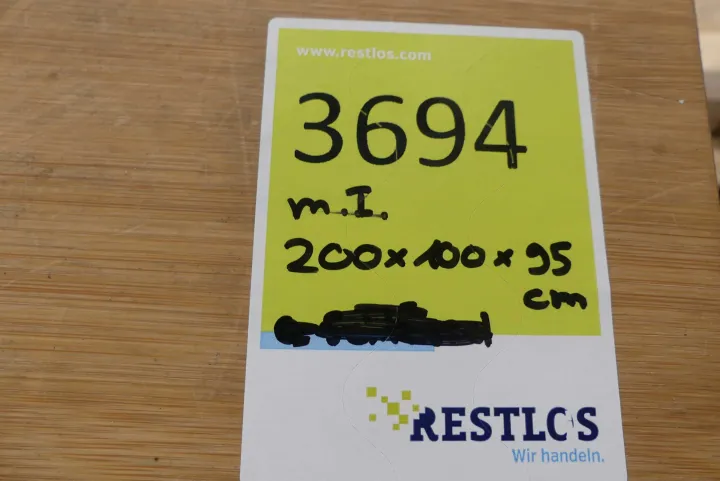 www.restlos.com
3694
m.I.
200x100x95
cm
RESTLOS
Wir handeln.